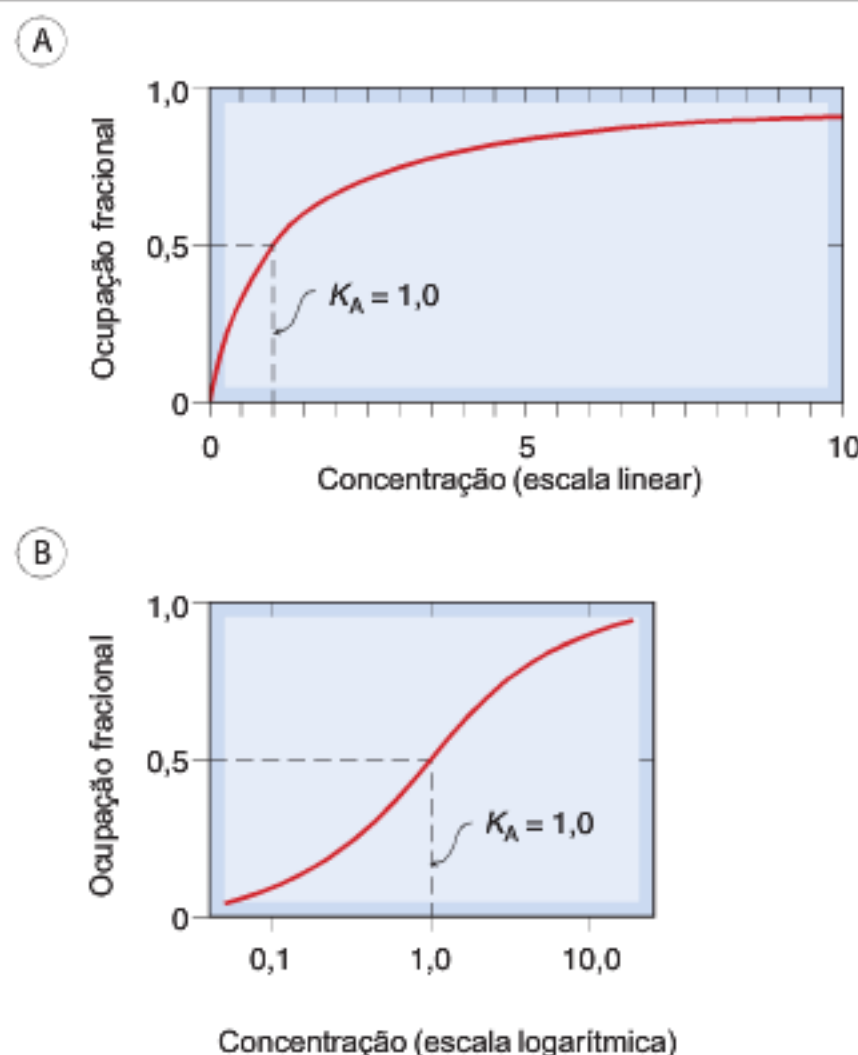 A
1,0
Ocupação fracional
0,5
K_A = 1,0
0
0 5 10
Concentração (escala linear)
B
1,0
Ocupação fracional
0,5
K_A = 1,0
0
0,1 1,0 10,0
Concentração (escala logarítmica)